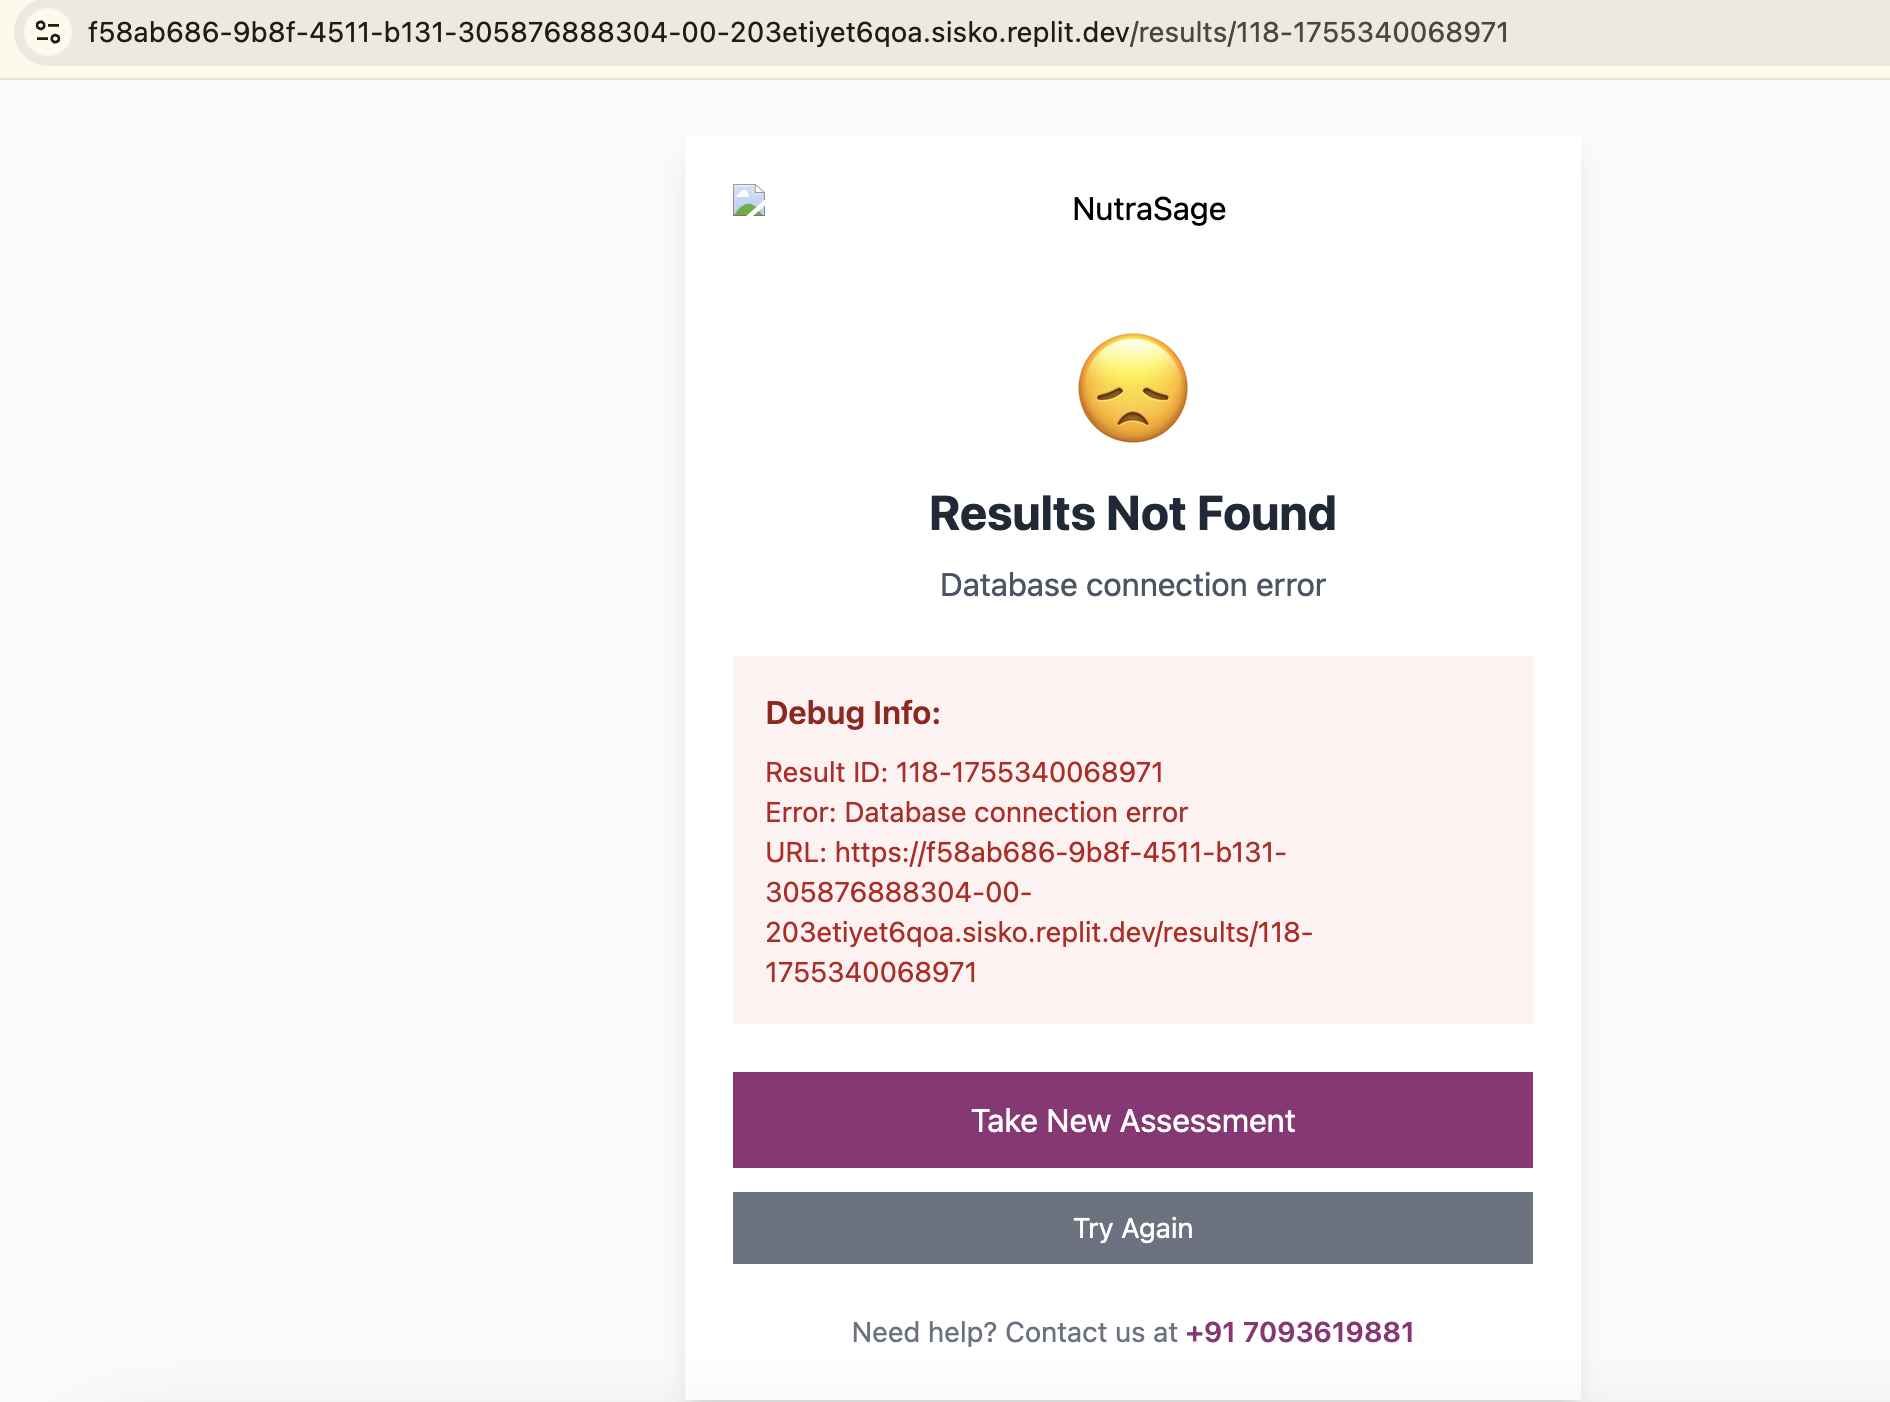 f58ab686-9b8f-4511-b131-305876888304-00-203etiyet6qoa.sisko.replit.dev/results/118-1755340068971
NutraSage
Results Not Found
Database connection error
Debug Info:
Result ID: 118-1755340068971
Error: Database connection error
URL: https://f58ab686-9b8f-4511-b131-
305876888304-00-
203etiyet6qoa.sisko.replit.dev/results/118-
1755340068971
Take New Assessment
Try Again
Need help? Contact us at +91 7093619881